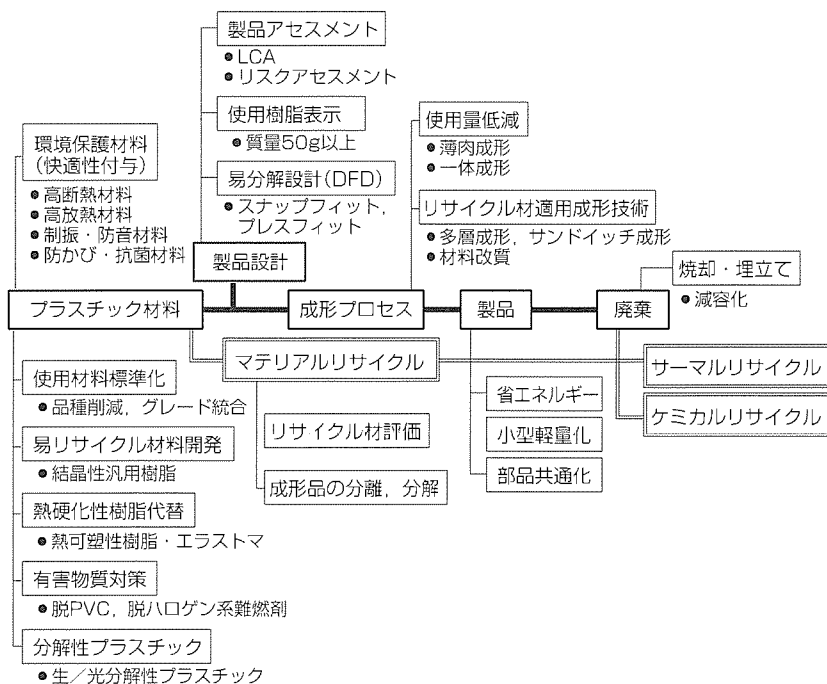 製品アセスメント
●LCA
●リスクアセスメント
使用樹脂表示
●質量50g以上
易分解設計(DFD)
●スナップフィット,
プレスフィット
製品設計
環境保護材料
(快適性付与)
●高断熱材料
●高放熱材料
●制振・防音材料
●防かび・抗菌材料
使用量低減
●薄肉成形
●一体成形
リサイクル材適用成形技術
●多層成形，サンドイッチ成形
●材料改質
焼却・埋立て
●減容化
プラスチック材料
成形プロセス
製品
廃棄
マテリアルリサイクル
サーマルリサイクル
ケミカルリサイクル
使用材料標準化
●品種削減，グレード統合
易リサイクル材料開発
●結晶性汎用樹脂
熱硬化性樹脂代替
●熱可塑性樹脂・エラストマ
有害物質対策
●脱PVC，脱ハロゲン系難燃剤
分解性プラスチック
●生／光分解性プラスチック
リサイクル材評価
成形品の分離，分解
省エネルギー
小型軽量化
部品共通化